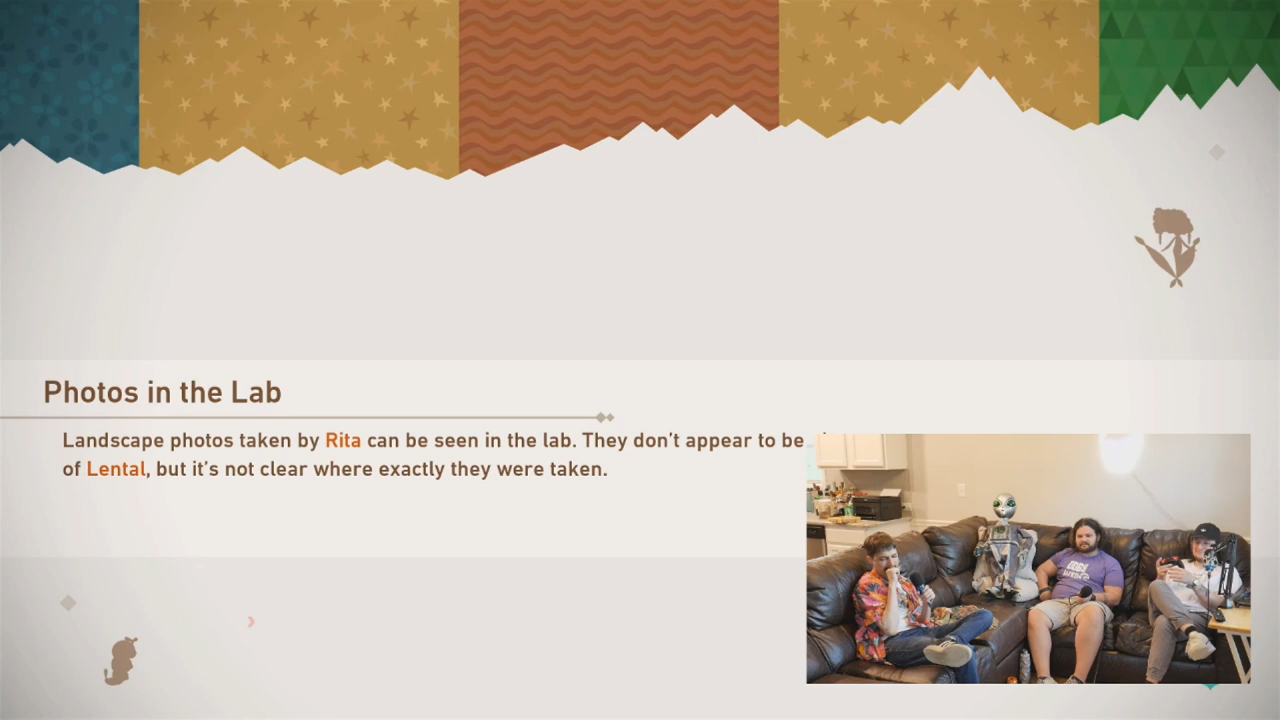 Photos in the Lab
Landscape photos taken by Rita can be seen in the lab. They don't appear to be
of Lental, but it's not clear where exactly they were taken.